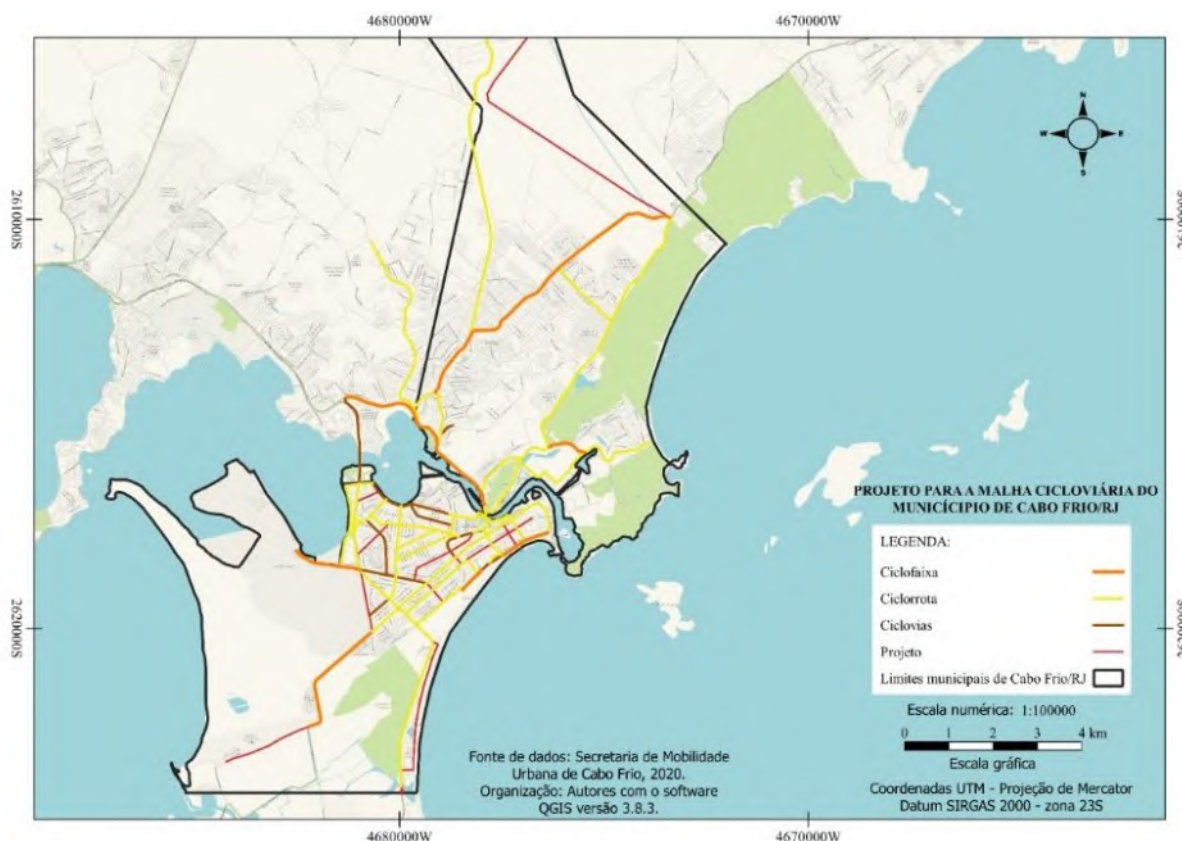 4680000W
4670000W
N
W
E
S
2610000S
2610000S
PROJETO PARA A MALHA CICLOVIÁRIA DO
MUNICÍCIPIO DE CABO FRIO/RJ
LEGENDA:
Ciclofaixa
Ciclorrota
Ciclovias
Projeto
Limites municipais de Cabo Frio/RJ
2620000S
2620000S
Escala numérica: 1:100000
0 1 2 3 4 km
Escala gráfica
Fonte de dados: Secretaria de Mobilidade
Urbana de Cabo Frio, 2020.
Organização: Autores com o software
QGIS versão 3.8.3.
Coordenadas UTM - Projeção de Mercator
Datum SIRGAS 2000 - zona 23S
4680000W
4670000W